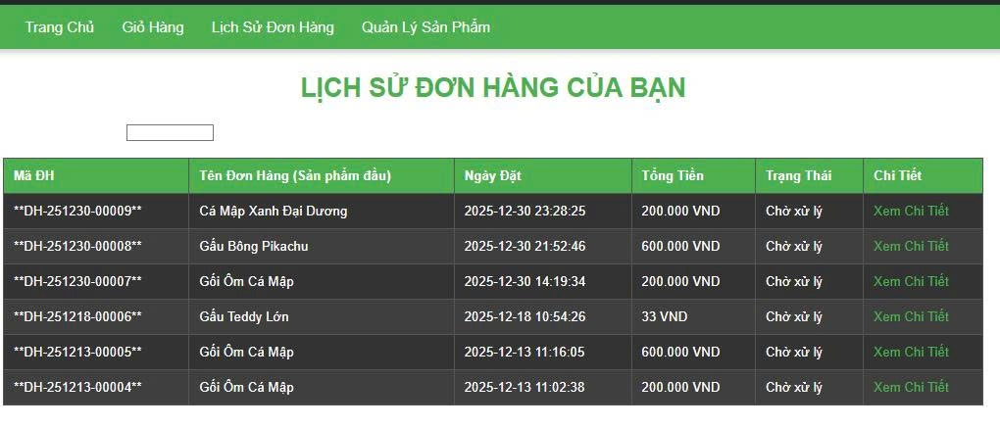 Trang Chủ Giỏ Hàng Lịch Sử Đơn Hàng Quản Lý Sản Phẩm
LỊCH SỬ ĐƠN HÀNG CỦA BẠN
Mã ĐH Tên Đơn Hàng (Sản phẩm đầu) Ngày Đặt Tổng Tiền Trạng Thái Chi Tiết
**DH-251230-00009** Cá Mập Xanh Đại Dương 2025-12-30 23:28:25 200.000 VND Chờ xử lý Xem Chi Tiết
**DH-251230-00008** Gấu Bông Pikachu 2025-12-30 21:52:46 600.000 VND Chờ xử lý Xem Chi Tiết
**DH-251230-00007** Gối Ôm Cá Mập 2025-12-30 14:19:34 200.000 VND Chờ xử lý Xem Chi Tiết
**DH-251218-00006** Gấu Teddy Lớn 2025-12-18 10:54:26 33 VND Chờ xử lý Xem Chi Tiết
**DH-251213-00005** Gối Ôm Cá Mập 2025-12-13 11:16:05 600.000 VND Chờ xử lý Xem Chi Tiết
**DH-251213-00004** Gối Ôm Cá Mập 2025-12-13 11:02:38 200.000 VND Chờ xử lý Xem Chi Tiết